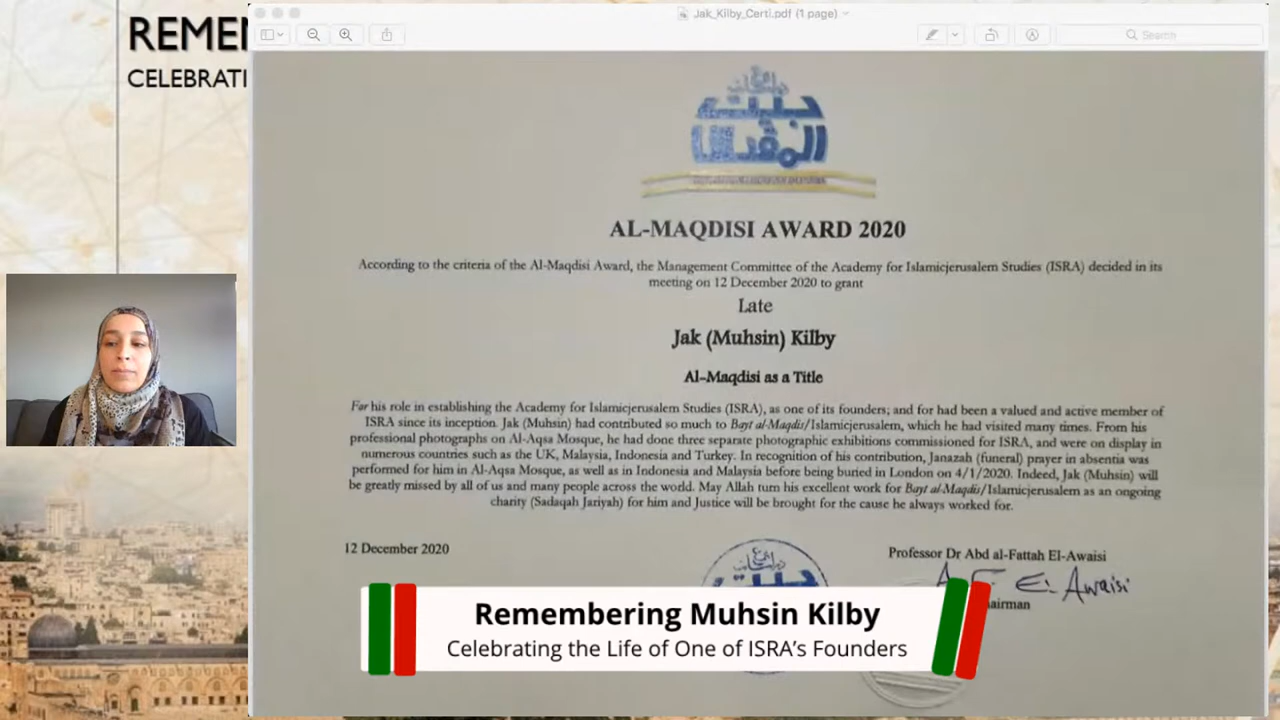 REMEM
CELEBRATI
Jak_Kilby_Certi.pdf (1 page)
Search
بيت
المقدس
AL-MAQDISI AWARD 2020
According to the criteria of the Al-Maqdisi Award, the Management Committee of the Academy for Islamicjerusalem Studies (ISRA) decided in its
meeting on 12 December 2020 to grant
Late
Jak (Muhsin) Kilby
Al-Maqdisi as a Title
For his role in establishing the Academy for Islamicjerusalem Studies (ISRA), as one of its founders; and for had been a valued and active member of
ISRA since its inception. Jak (Muhsin) had contributed so much to Bayt al-Maqdis/Islamicjerusalem, which he had visited many times. From his
professional photographs on Al-Aqsa Mosque, he had done three separate photographic exhibitions commissioned for ISRA, and were on display in
numerous countries such as the UK, Malaysia, Indonesia and Turkey. In recognition of his contribution, Janazah (funeral) prayer in absentia was
performed for him in Al-Aqsa Mosque, as well as in Indonesia and Malaysia before being buried in London on 4/1/2020. Indeed, Jak (Muhsin) will
be greatly missed by all of us and many people across the world. May Allah turn his excellent work for Bayt al-Maqdis/Islamicjerusalem as an ongoing
charity (Sadaqah Jariyah) for him and Justice will be brought for the cause he always worked for.
12 December 2020
Professor Dr Abd al-Fattah El-Awaisi
A. F. El-Awaisi
airman
Remembering Muhsin Kilby
Celebrating the Life of One of ISRA's Founders